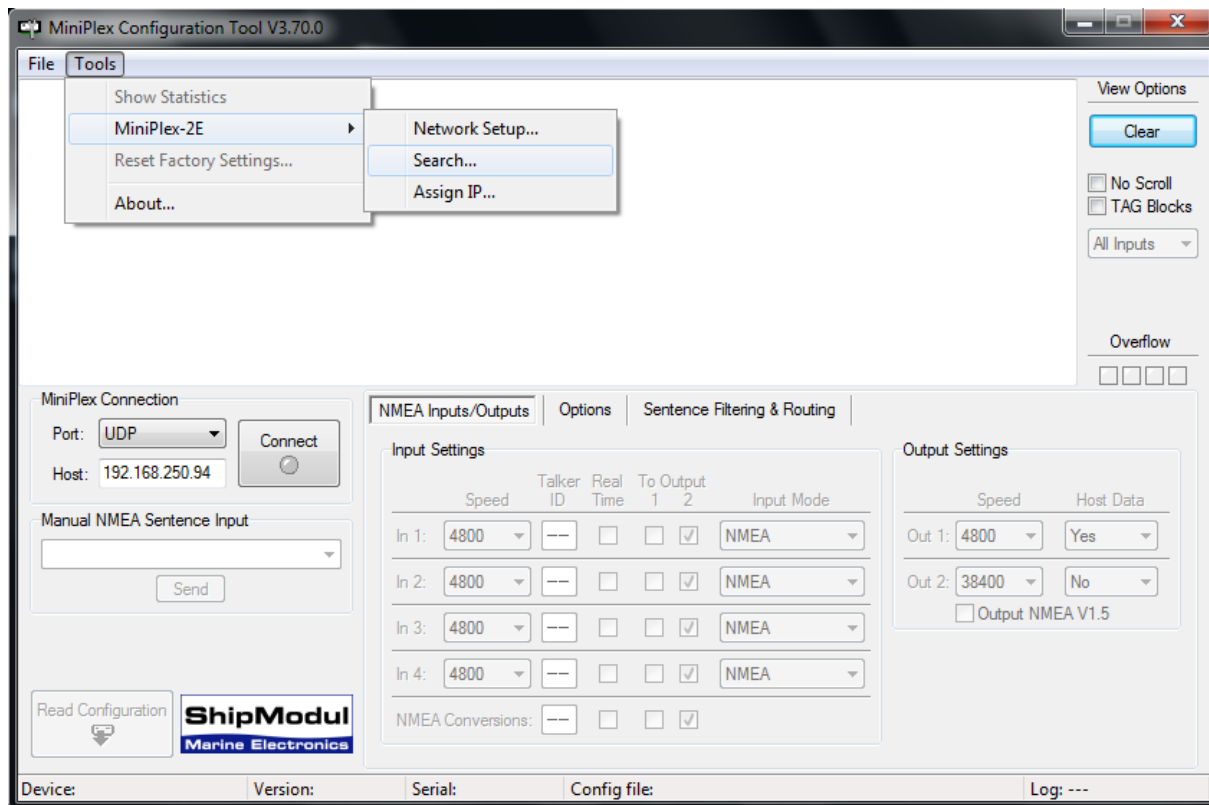 MiniPlex Configuration Tool V3.70.0
File Tools
Show Statistics
MiniPlex-2E
Reset Factory Settings...
About...
Network Setup...
Search...
Assign IP...
View Options
Clear
No Scroll
TAG Blocks
All Inputs
Overflow
MiniPlex Connection
Port: UDP
Host: 192.168.250.94
Connect
Manual NMEA Sentence Input
Send
Read Configuration
ShipModul
Marine Electronics
NMEA Inputs/Outputs Options Sentence Filtering & Routing
Input Settings
Talker Real To Output
Speed ID Time 1 2 Input Mode
In 1: 4800 -- NMEA
In 2: 4800 -- NMEA
In 3: 4800 -- NMEA
In 4: 4800 -- NMEA
NMEA Conversions: --
Output Settings
Speed Host Data
Out 1: 4800 Yes
Out 2: 38400 No
Output NMEA V1.5
Device: Version: Serial: Config file: Log: ---